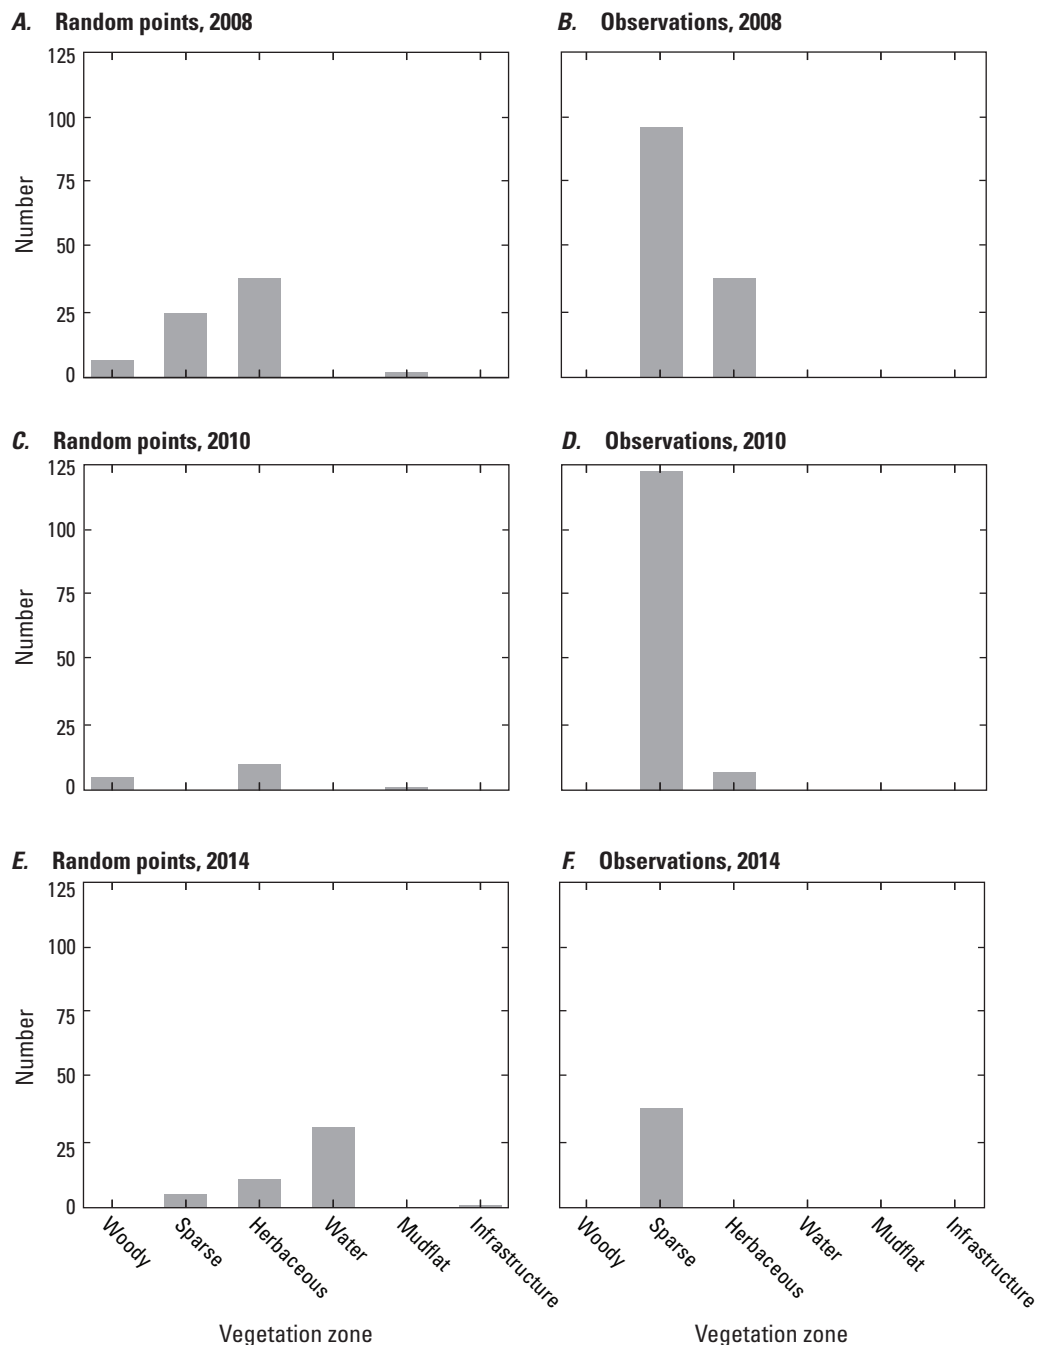 A. Random points, 2008
B. Observations, 2008
125
100
75
50
25
0
Number
C. Random points, 2010
D. Observations, 2010
125
100
75
50
25
0
Number
E. Random points, 2014
F. Observations, 2014
125
100
75
50
25
0
Number
Woody
Sparse
Herbaceous
Water
Mudflat
Infrastructure
Woody
Sparse
Herbaceous
Water
Mudflat
Infrastructure
Vegetation zone
Vegetation zone